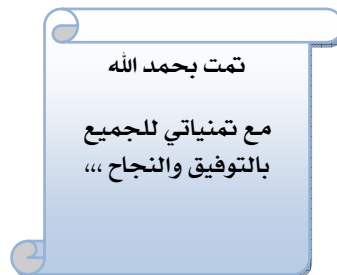 تمت بحمد الله
مع تمنياتي للجميع
بالتوفيق والنجاح ،،،